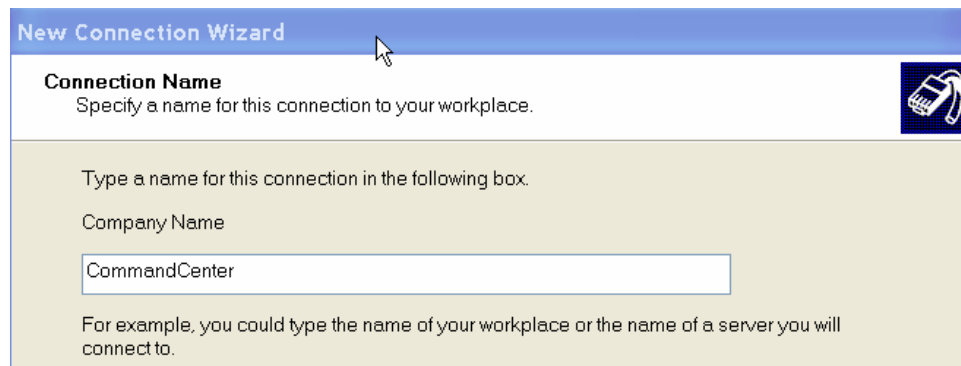 New Connection Wizard
Connection Name
Specify a name for this connection to your workplace.
Type a name for this connection in the following box.
Company Name
CommandCenter
For example, you could type the name of your workplace or the name of a server you will
connect to.